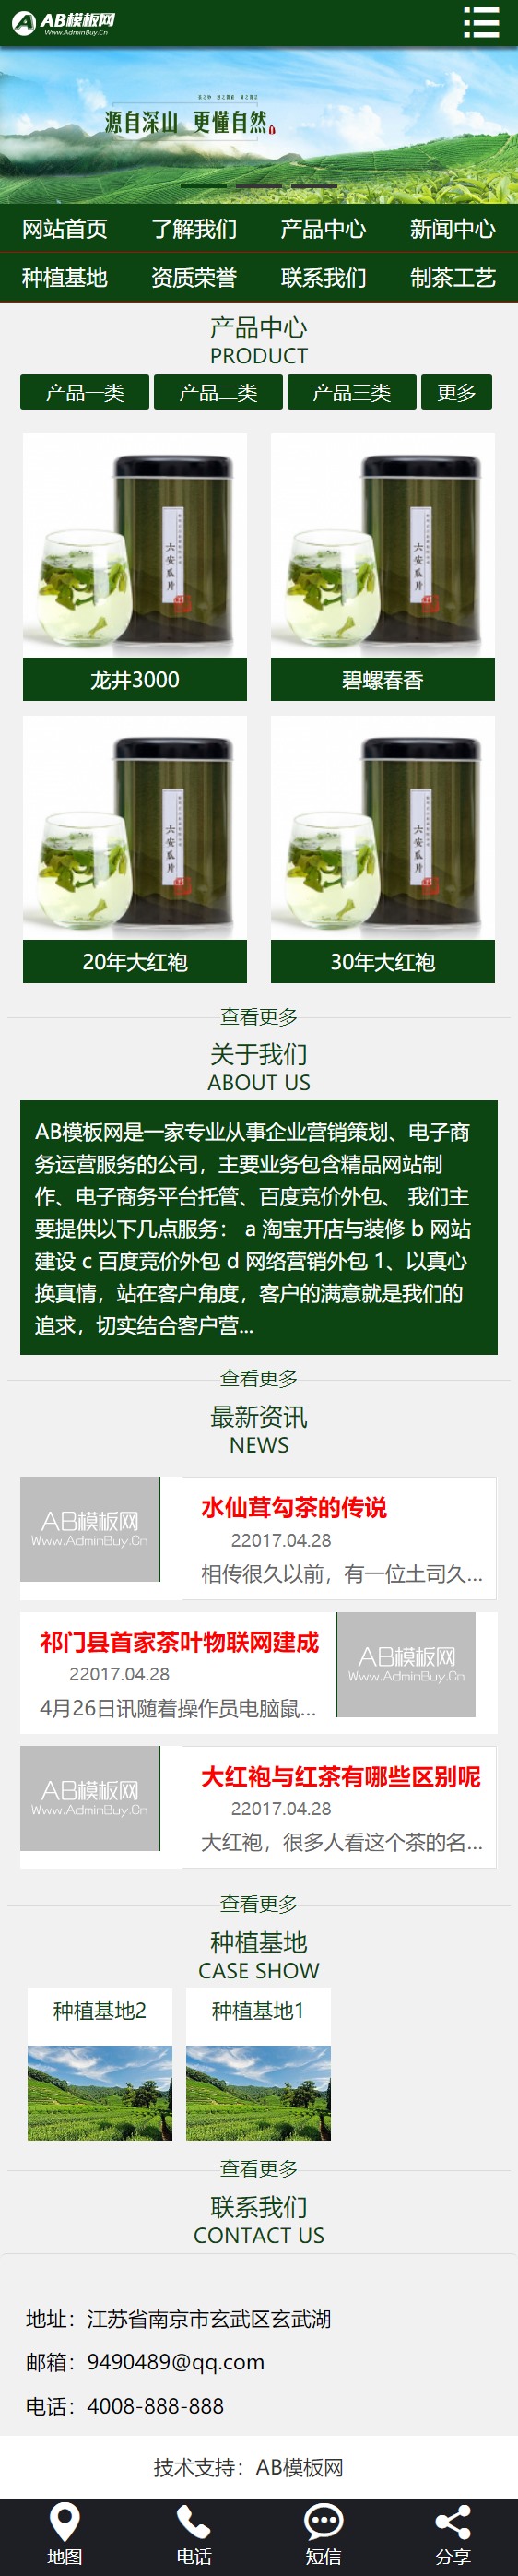 AB模板网
Www.AdminBuy.Cn
源自深山 更懂自然
网站首页 了解我们 产品中心 新闻中心
种植基地 资质荣誉 联系我们 制茶工艺
产品中心
PRODUCT
产品一类 产品二类 产品三类 更多
六安瓜片
六安瓜片
龙井3000 碧螺春香
六安瓜片
六安瓜片
20年大红袍 30年大红袍
查看更多
关于我们
ABOUT US
AB模板网是一家专业从事企业营销策划、电子商
务运营服务的公司，主要业务包含精品网站制
作、电子商务平台托管、百度竞价外包、 我们主
要提供以下几点服务： a 淘宝开店与装修 b 网站
建设 c 百度竞价外包 d 网络营销外包 1、以真心
换真情，站在客户角度，客户的满意就是我们的
追求，切实结合客户营...
查看更多
最新资讯
NEWS
AB模板网
Www.AdminBuy.Cn
水仙茸勾茶的传说
22017.04.28
相传很久以前，有一位土司久...
祁门县首家茶叶物联网建成
22017.04.28
4月26日讯随着操作员电脑鼠...
AB模板网
Www.AdminBuy.Cn
AB模板网
Www.AdminBuy.Cn
大红袍与红茶有哪些区别呢
22017.04.28
大红袍，很多人看这个茶的名...
查看更多
种植基地
CASE SHOW
种植基地2 种植基地1
查看更多
联系我们
CONTACT US
地址：江苏省南京市玄武区玄武湖
邮箱：9490489@qq.com
电话：4008-888-888
技术支持：AB模板网
地图 电话 短信 分享